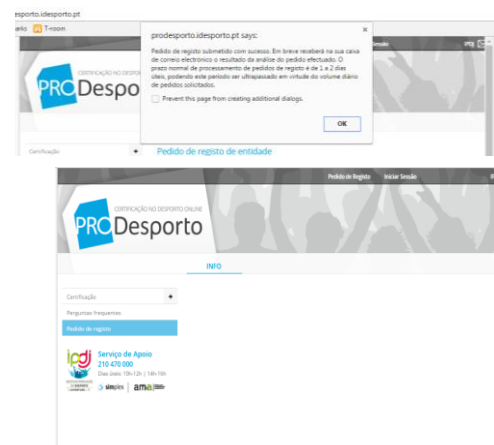 esporto.idesporto.pt
T-room
prodesporto.idesporto.pt says:
Pedido de registo submetido com sucesso. Em breve receberá na sua caixa
de correio electrónico o resultado da análise do pedido efectuado. O
prazo normal de processamento de pedidos de registo é de 1 a 2 dias
úteis, podendo este período ser ultrapassado em virtude do volume diário
de pedidos solicitados.
Prevent this page from creating additional dialogs.
OK
CERTIFICAÇÃO NO DESPOR
PRODespo
Certificação
Pedido de registo de entidade
Pedido de Registo Iniciar Sessão
CERTIFICAÇÃO NO DESPORTO ONLINE
PRODesporto
INFO
Certificação
Perguntas frequentes
Pedido de registo
ipdj
Serviço de Apoio
210 470 000
Dias úteis: 10h-12h | 14h-16h
simplex ama